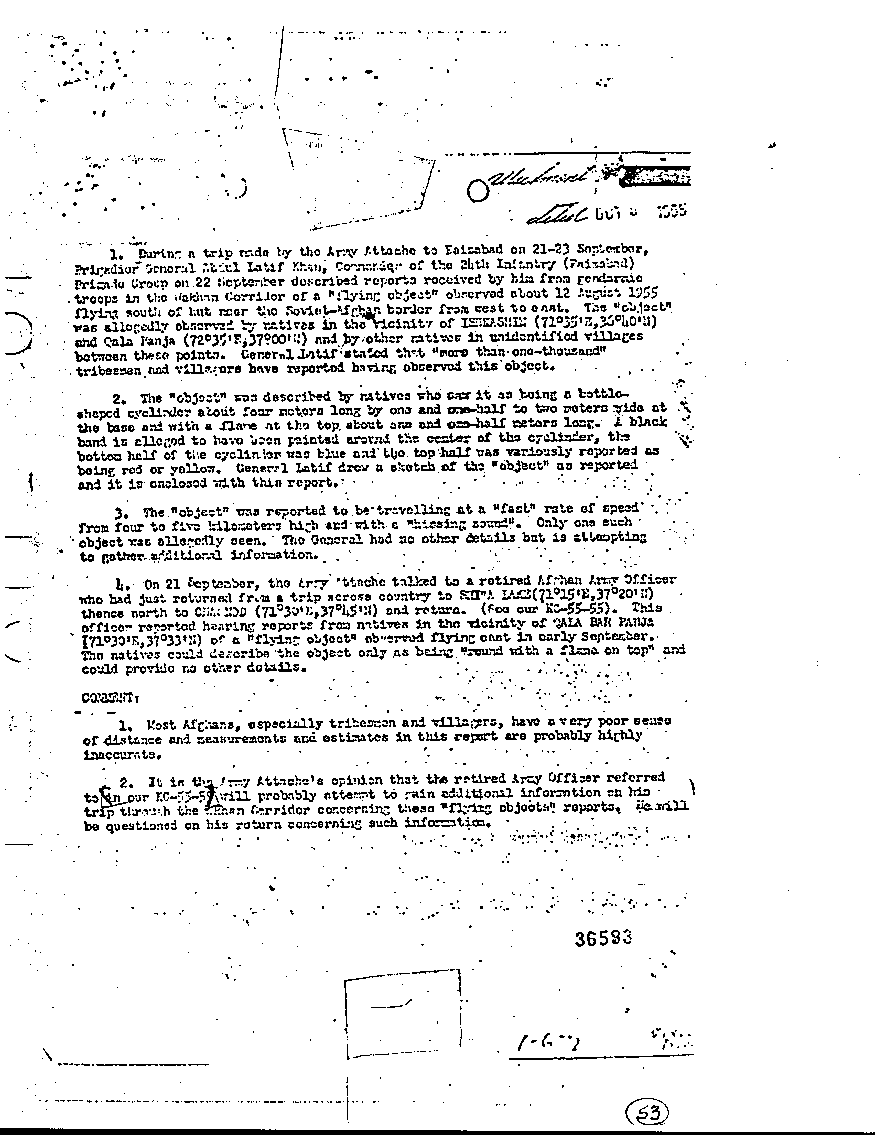 Attachment
OCT 1955
1. During a trip made by the Army Attache to Faizabad on 21-23 September,
Brigadier General Abdul Latif Khan, Commander of the 24th Infantry (Faizabad)
Brigade Group on 22 September described reports received by him from gendarmie
troops in the Wakhan Corridor of a "flying object" observed about 12 August 1955
flying south of but near the Soviet-Afghan border from west to east. The "object"
was allegedly observed by natives in the vicinity of ISHKASHIM (71°35'E,36°40'N)
and Qala Panja (72°35'E,37°00'N) and by other natives in unidentified villages
between these points. General Latif stated that "more than one-thousand"
tribesmen and villagers have reported having observed this object.
2. The "object" was described by natives who saw it as being a bottle-
shaped cylinder about four meters long by one and one-half to two meters wide at
the base and with a flame at the top about one and one-half meters long. A black
band is alleged to have been painted around the center of the cylinder, the
bottom half of the cylinder was blue and the top half was variously reported as
being red or yellow. General Latif drew a sketch of the "object" as reported
and it is enclosed with this report.
3. The "object" was reported to be travelling at a "fast" rate of speed
from four to five kilometers high and with a "hissing sound". Only one such
object was allegedly seen. The General had no other details but is attempting
to gather additional information.
4. On 21 September, the Army Attache talked to a retired Afghan Army Officer
who had just returned from a trip across country to LAKE(71°15'E,37°20'N)
thence north to (71°30'E,37°45'N) and return. (See our KC-55-55). This
officer reported hearing reports from natives in the vicinity of QALA BAR PANJA
(71°30'E,37°33'N) of a "flying object" observed flying east in early September.
The natives could describe the object only as being "round with a flame on top" and
could provide no other details.
COMMENT:
1. Most Afghans, especially tribesmen and villagers, have a very poor sense
of distance and measurements and estimates in this report are probably highly
inaccurate.
2. It is the Army Attache's opinion that the retired Army Officer referred
to in our KC-55-55 will probably attempt to gain additional information on his
trip through the Wakhan Corridor concerning these "flying objects" reports. He will
be questioned on his return concerning such information.
36583
53